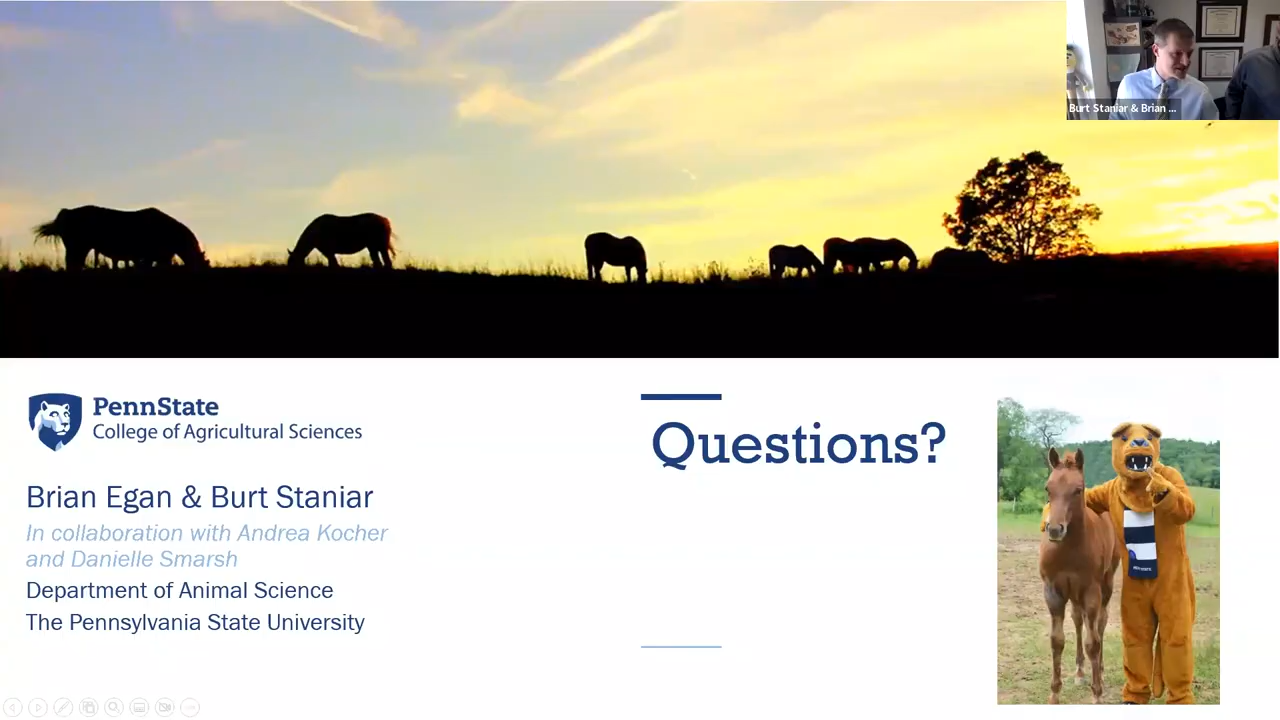 Burt Staniar & Brian ...
PennState
College of Agricultural Sciences
Questions?
Brian Egan & Burt Staniar
In collaboration with Andrea Kocher
and Danielle Smarsh
Department of Animal Science
The Pennsylvania State University